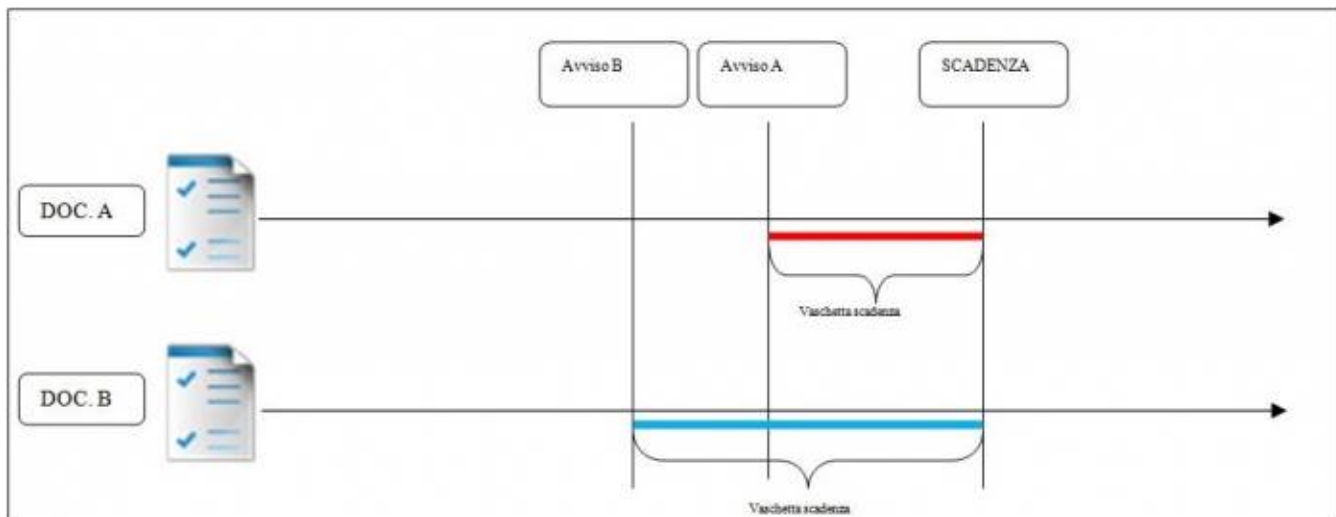 Avviso B
Avviso A
SCADENZA
DOC. A
Vaschetta scadenza
DOC. B
Vaschetta scadenza